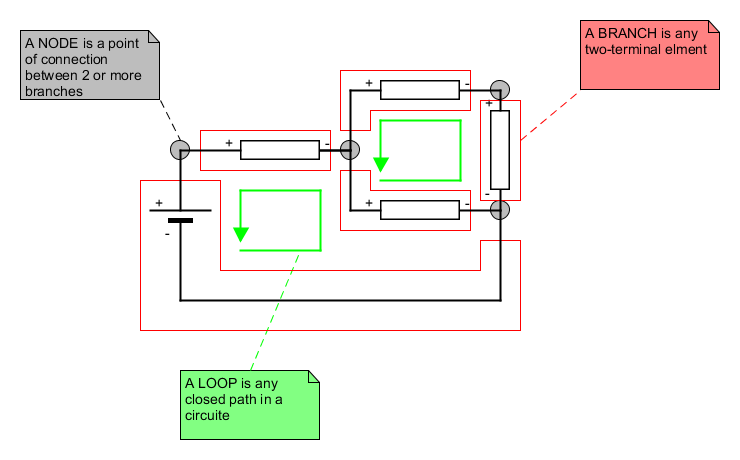 A NODE is a point
of connection
between 2 or more
branches
A BRANCH is any
two-terminal elment
+ -
+
+ -
-
+ -
+
-
A LOOP is any
closed path in a
circuite